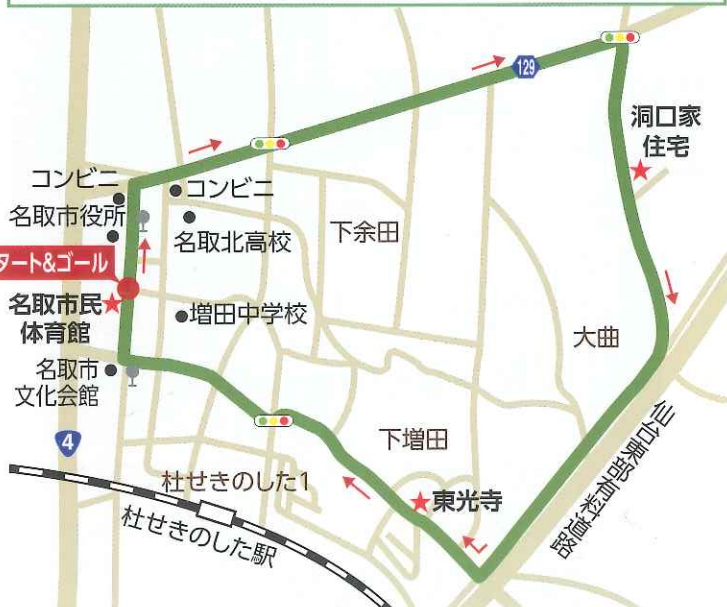 129
洞口家
住宅
コンビニ
コンビニ
名取市役所
名取北高校
下余田
タート&ゴール
名取市民
体育館
増田中学校
大曲
名取市
文化会館
下増田
4
仙台東部有料道路
杜せきのした1
東光寺
杜せきのした駅